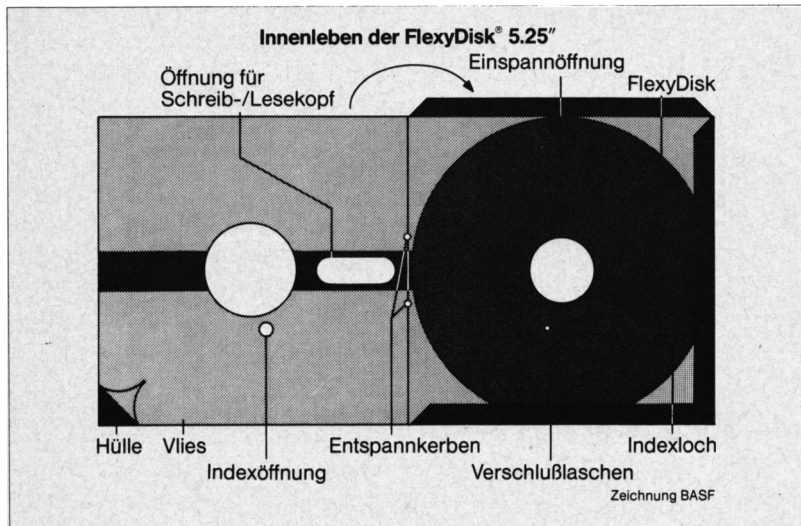 Innenleben der FlexyDisk® 5.25″
Öffnung für
Schreib-/Lesekopf
Einspannöffnung
FlexyDisk
Hülle
Vlies
Indexöffnung
Entspannkerben
Verschlußlaschen
Indexloch
Zeichnung BASF